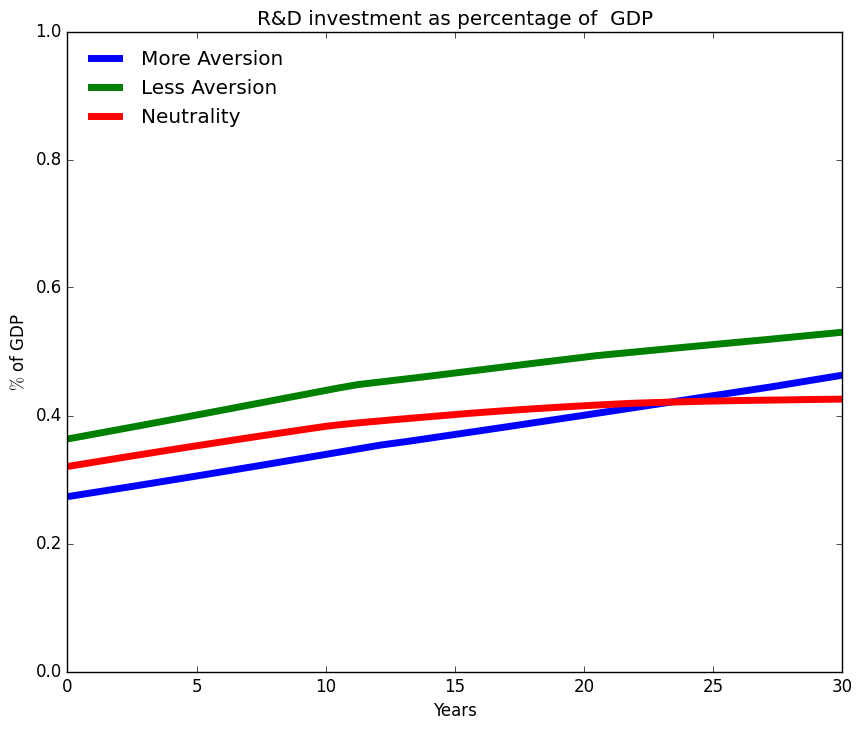 R&D investment as percentage of  GDP
1.0
More Aversion
Less Aversion
Neutrality
0.8
0.6
% of GDP
0.4
0.2
0.0
0 5 10 15 20 25 30
Years